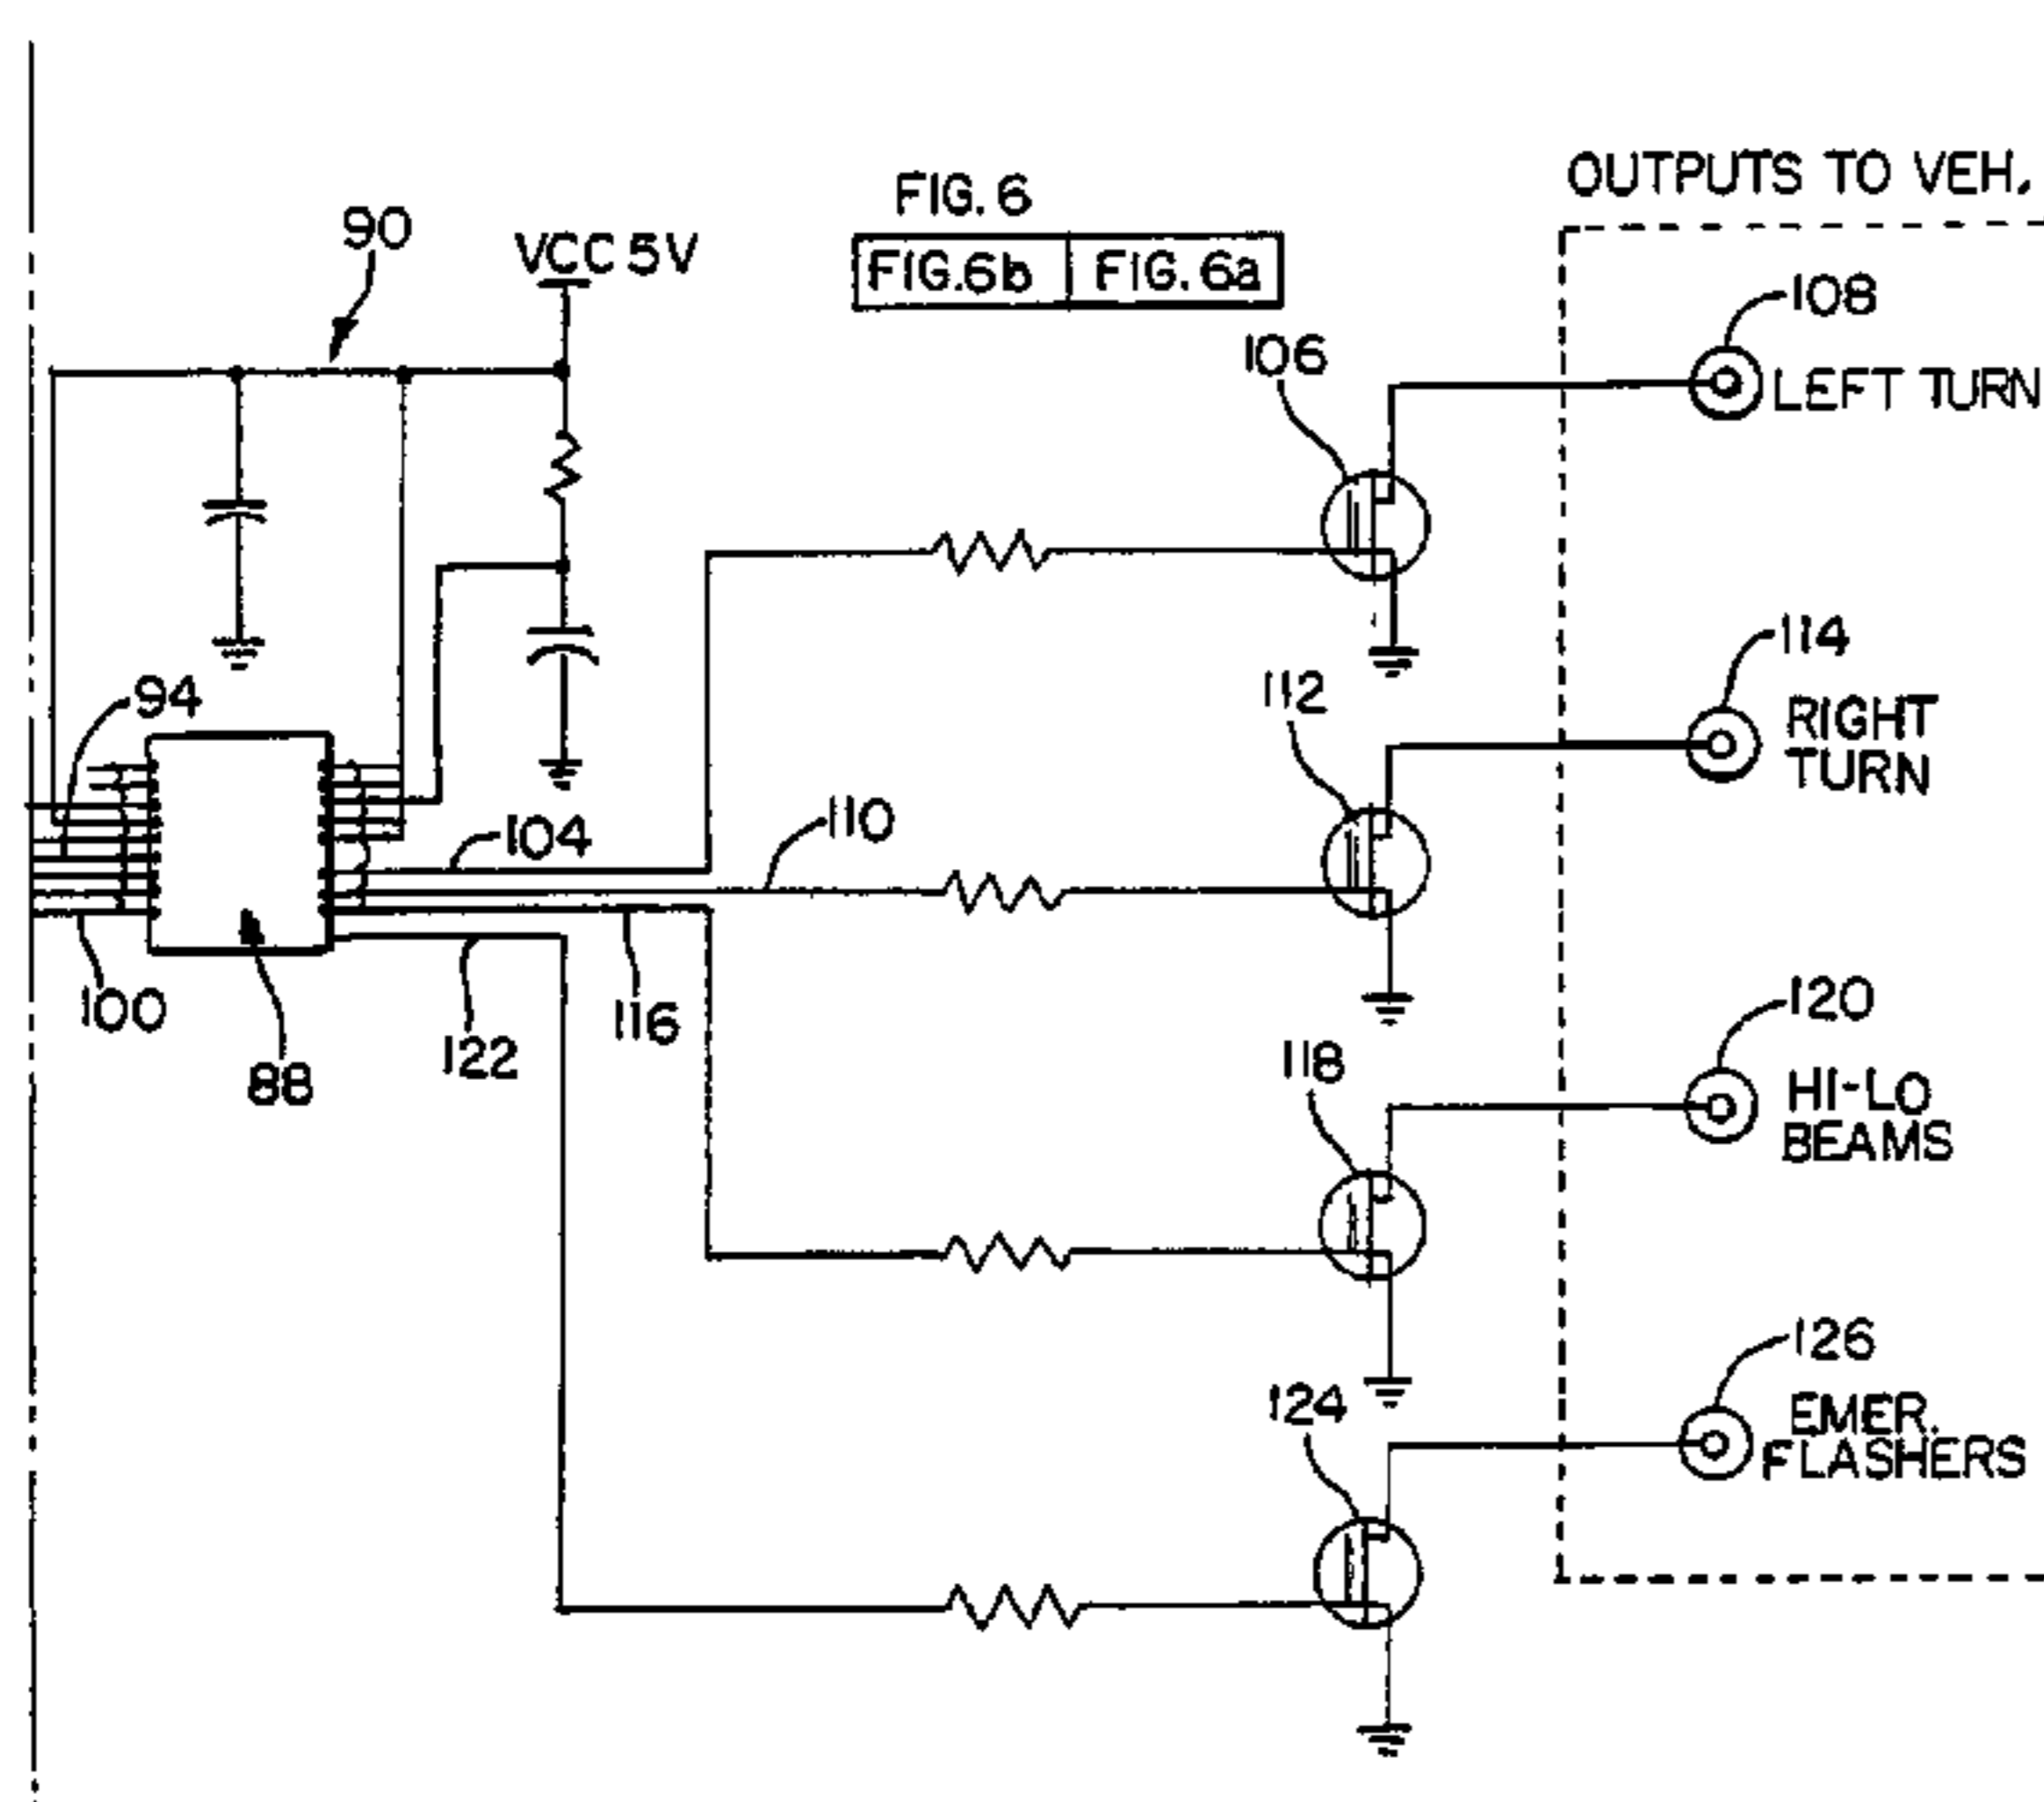 OUTPUTS TO VEH.
FIG. 6
90
VCC 5V
FIG.6b FIG. 6a
108
LEFT TURN
106
114
94
112
RIGHT
TURN
104
110
100
116
120
122
118
88
HI-LO
BEAMS
126
124
EMER.
FLASHERS